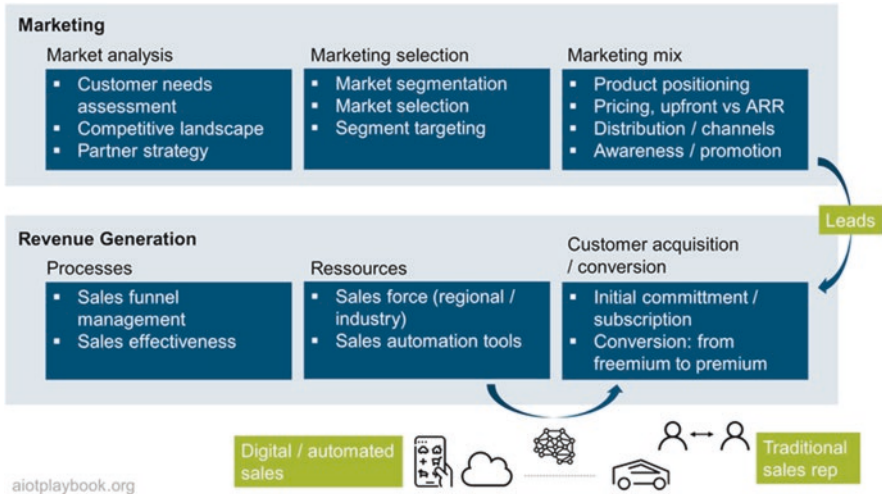 Marketing
Market analysis
▪ Customer needs
assessment
▪ Competitive landscape
▪ Partner strategy
Marketing selection
▪ Market segmentation
▪ Market selection
▪ Segment targeting
Marketing mix
▪ Product positioning
▪ Pricing, upfront vs ARR
▪ Distribution / channels
▪ Awareness / promotion
Leads
Revenue Generation
Processes
▪ Sales funnel
management
▪ Sales effectiveness
Ressources
▪ Sales force (regional /
industry)
▪ Sales automation tools
Customer acquisition
/ conversion
▪ Initial committment /
subscription
▪ Conversion: from
freemium to premium
Digital / automated
sales
Traditional
sales rep
aiotplaybook.org